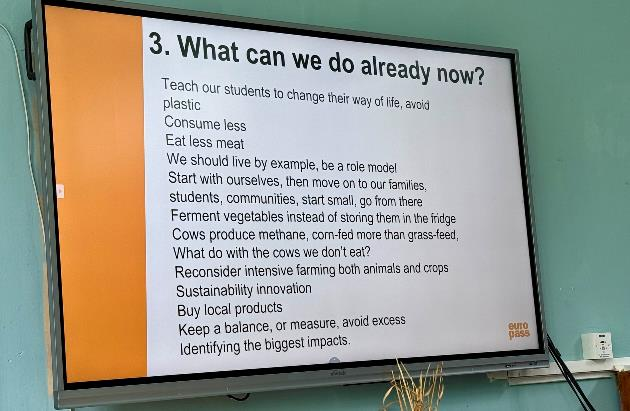 3. What can we do already now?
Teach our students to change their way of life, avoid
plastic
Consume less
Eat less meat
We should live by example, be a role model
Start with ourselves, then move on to our families,
students, communities, start small, go from there
Ferment vegetables instead of storing them in the fridge
Cows produce methane, corn-fed more than grass-feed,
What do with the cows we don't eat?
Reconsider intensive farming both animals and crops
Sustainability innovation
Buy local products
Keep a balance, or measure, avoid excess
Identifying the biggest impacts.
euro
pass